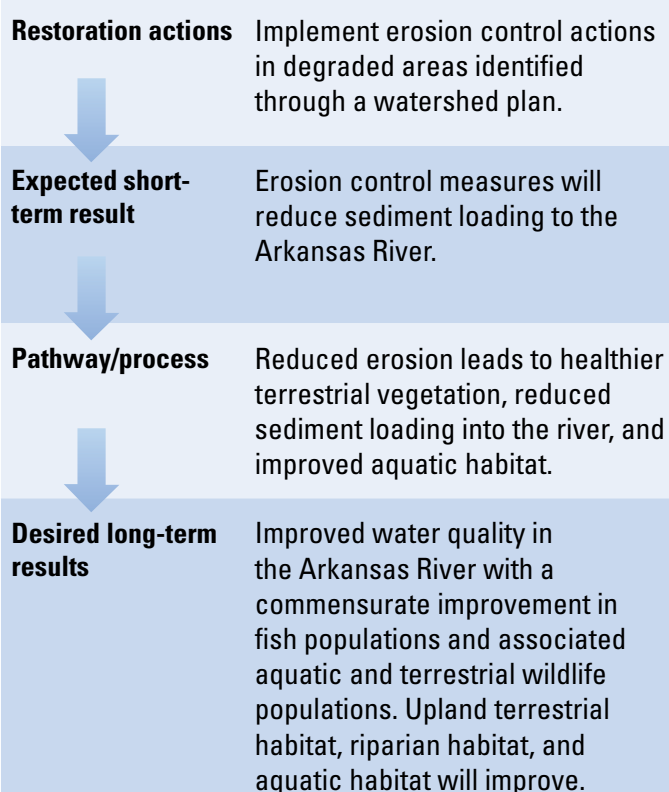 Restoration actions Implement erosion control actions
in degraded areas identified
through a watershed plan.
Expected short- Erosion control measures will
term result reduce sediment loading to the
Arkansas River.
Pathway/process Reduced erosion leads to healthier
terrestrial vegetation, reduced
sediment loading into the river, and
improved aquatic habitat.
Desired long-term Improved water quality in
results the Arkansas River with a
commensurate improvement in
fish populations and associated
aquatic and terrestrial wildlife
populations. Upland terrestrial
habitat, riparian habitat, and
aquatic habitat will improve.